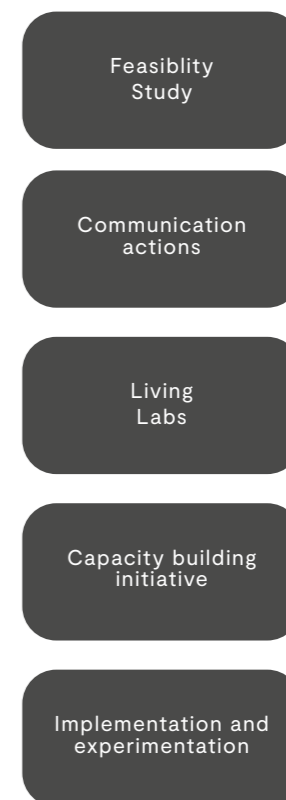 Feasiblity
Study
Communication
actions
Living
Labs
Capacity building
initiative
Implementation and
experimentation